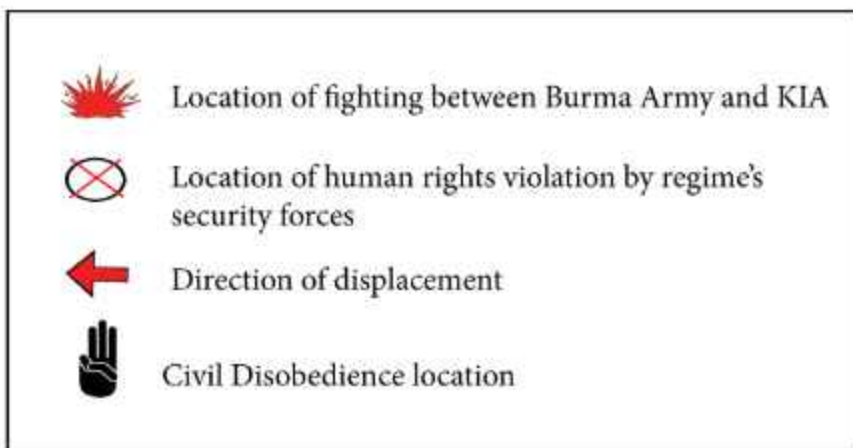 Location of fighting between Burma Army and KIA
Location of human rights violation by regime's
security forces
Direction of displacement
Civil Disobedience location